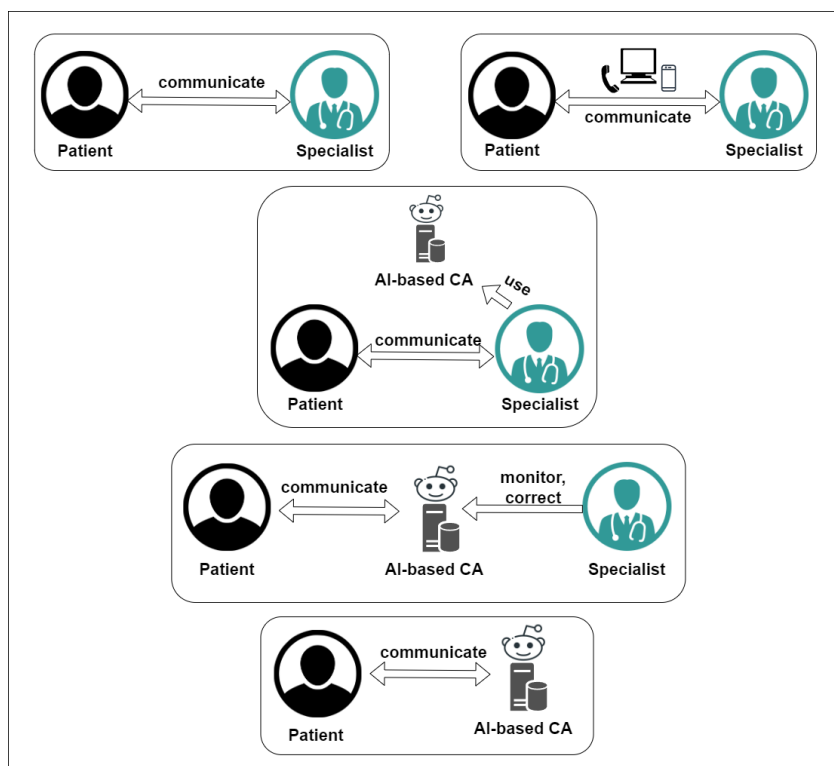 communicate
Patient
Specialist
communicate
Patient
Specialist
AI-based CA
use
communicate
Patient
Specialist
communicate
monitor,
correct
Patient
AI-based CA
Specialist
communicate
Patient
AI-based CA